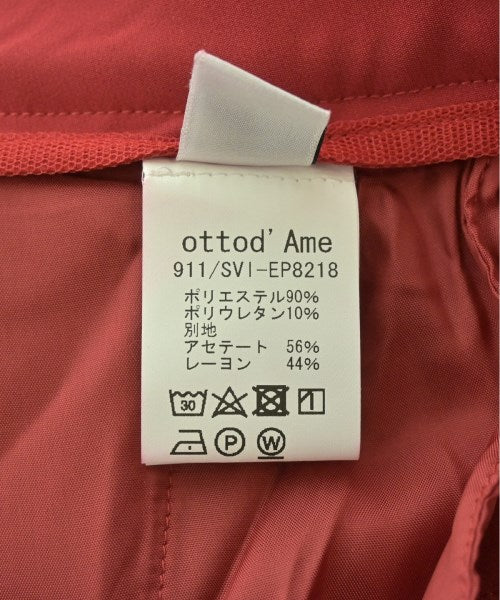 ottod'Ame
911/SVI-EP8218
ポリエステル90%
ポリウレタン10%
別地
アセテート 56%
レーヨン 44%
30
P W